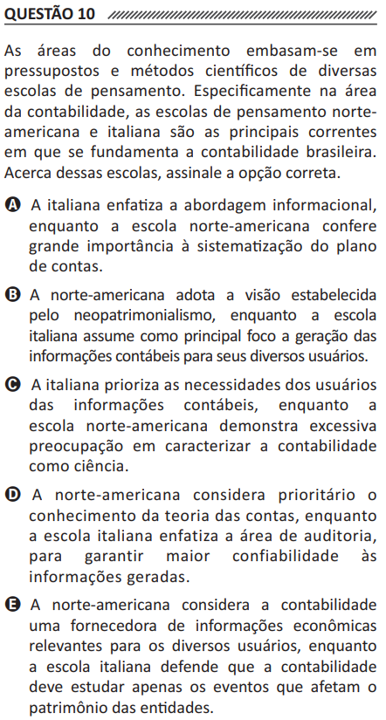 QUESTÃO 10
As áreas do conhecimento embasam-se em
pressupostos e métodos científicos de diversas
escolas de pensamento. Especificamente na área
da contabilidade, as escolas de pensamento norte-
americana e italiana são as principais correntes
em que se fundamenta a contabilidade brasileira.
Acerca dessas escolas, assinale a opção correta.
A A italiana enfatiza a abordagem informacional,
enquanto a escola norte-americana confere
grande importância à sistematização do plano
de contas.
B A norte-americana adota a visão estabelecida
pelo neopatrimonialismo, enquanto a escola
italiana assume como principal foco a geração das
informações contábeis para seus diversos usuários.
C A italiana prioriza as necessidades dos usuários
das informações contábeis, enquanto a
escola norte-americana demonstra excessiva
preocupação em caracterizar a contabilidade
como ciência.
D A norte-americana considera prioritário o
conhecimento da teoria das contas, enquanto
a escola italiana enfatiza a área de auditoria,
para garantir maior confiabilidade às
informações geradas.
E A norte-americana considera a contabilidade
uma fornecedora de informações econômicas
relevantes para os diversos usuários, enquanto
a escola italiana defende que a contabilidade
deve estudar apenas os eventos que afetam o
patrimônio das entidades.